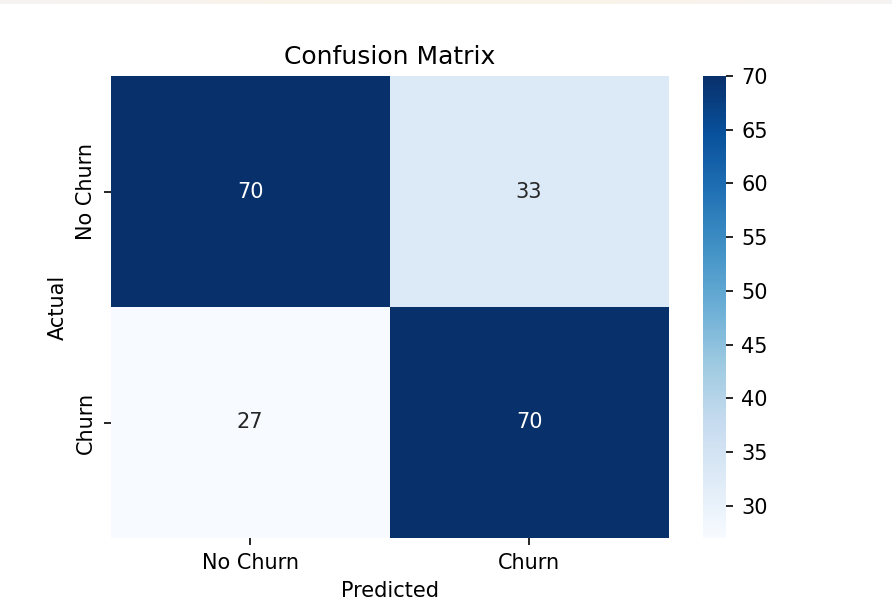 Confusion Matrix
70
65
60
55
50
45
40
35
30
No Churn
70
33
Actual
Churn
27
70
No Churn
Churn
Predicted